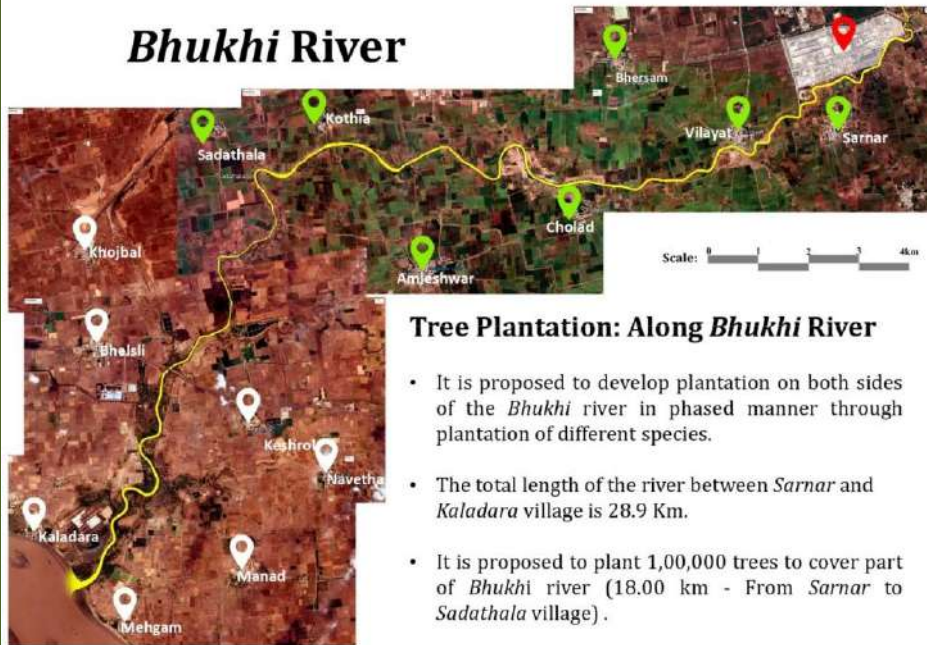 Bhukhi River
Bhersam
Kothia
Sadathala
Vilayat
Sarnar
Cholad
Khojbal
Amleshwar
Scale: 0 1 2 3 4km
Bhelsli
Tree Plantation: Along Bhukhi River
• It is proposed to develop plantation on both sides
of the Bhukhi river in phased manner through
plantation of different species.
Keshrol
Navetha
• The total length of the river between Sarnar and
Kaladara village is 28.9 Km.
Kaladara
Manad
• It is proposed to plant 1,00,000 trees to cover part
of Bhukhi river (18.00 km - From Sarnar to
Sadathala village) .
Mehgam